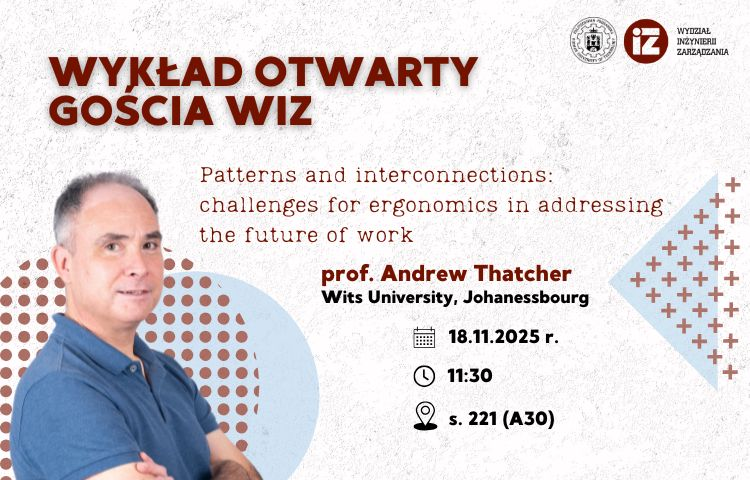 WYDZIAŁ
INŻYNIERII
ZARZĄDZANIA
WYKŁAD OTWARTY
GOŚCIA WIZ
Patterns and interconnections:
challenges for ergonomics in addressing
the future of work
prof. Andrew Thatcher
Wits University, Johanessbourg
18.11.2025 r.
11:30
s. 221 (A30)